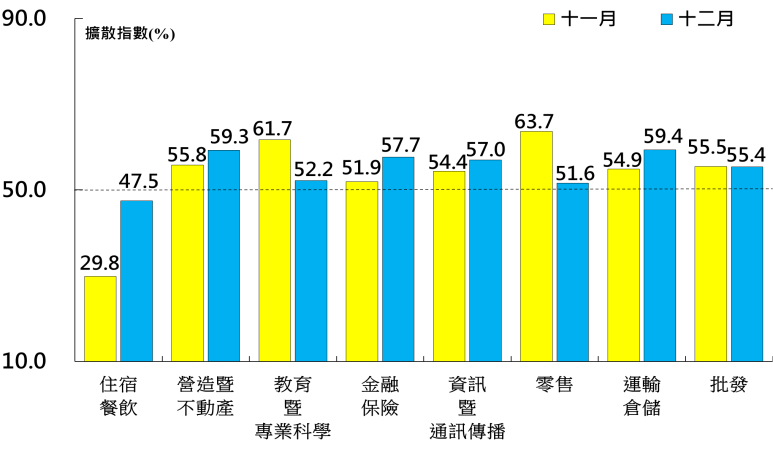 90.0
擴散指數(%)
十一月
十二月
61.7
63.7
55.8
59.3
52.2
51.9
57.7
54.4
57.0
51.6
54.9
59.4
55.5
55.4
50.0
47.5
29.8
10.0
住宿
餐飲
營造暨
不動產
教育
暨
專業科學
金融
保險
資訊
暨
通訊傳播
零售
運輸
倉儲
批發